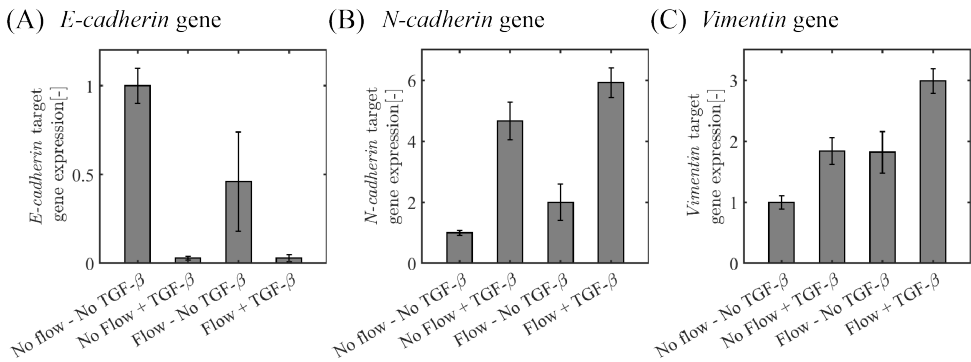 (A) E-cadherin gene
E-cadherin target
gene expression[-]
1
0.5
0
No flow - No TGF-β
No Flow + TGF-β
Flow - No TGF-β
Flow + TGF-β
(B) N-cadherin gene
N-cadherin target
gene expression[-]
6
4
2
0
No flow - No TGF-β
No Flow + TGF-β
Flow - No TGF-β
Flow + TGF-β
(C) Vimentin gene
Vimentin target
gene expression[-]
3
2
1
0
No flow - No TGF-β
No Flow + TGF-β
Flow - No TGF-β
Flow + TGF-β